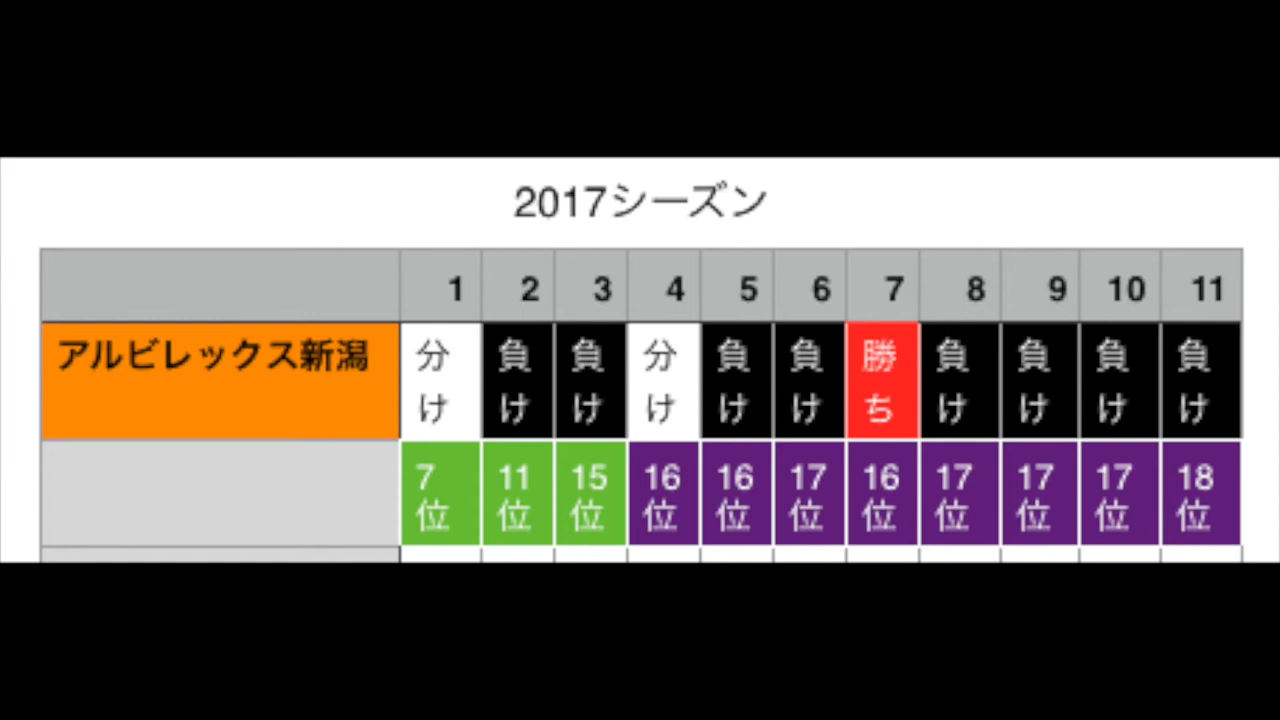 2017シーズン
1 2 3 4 5 6 7 8 9 10 11
アルビレックス新潟 分け 負け 負け 分け 負け 負け 勝ち 負け 負け 負け 負け
7位 11位 15位 16位 16位 17位 16位 17位 17位 17位 18位